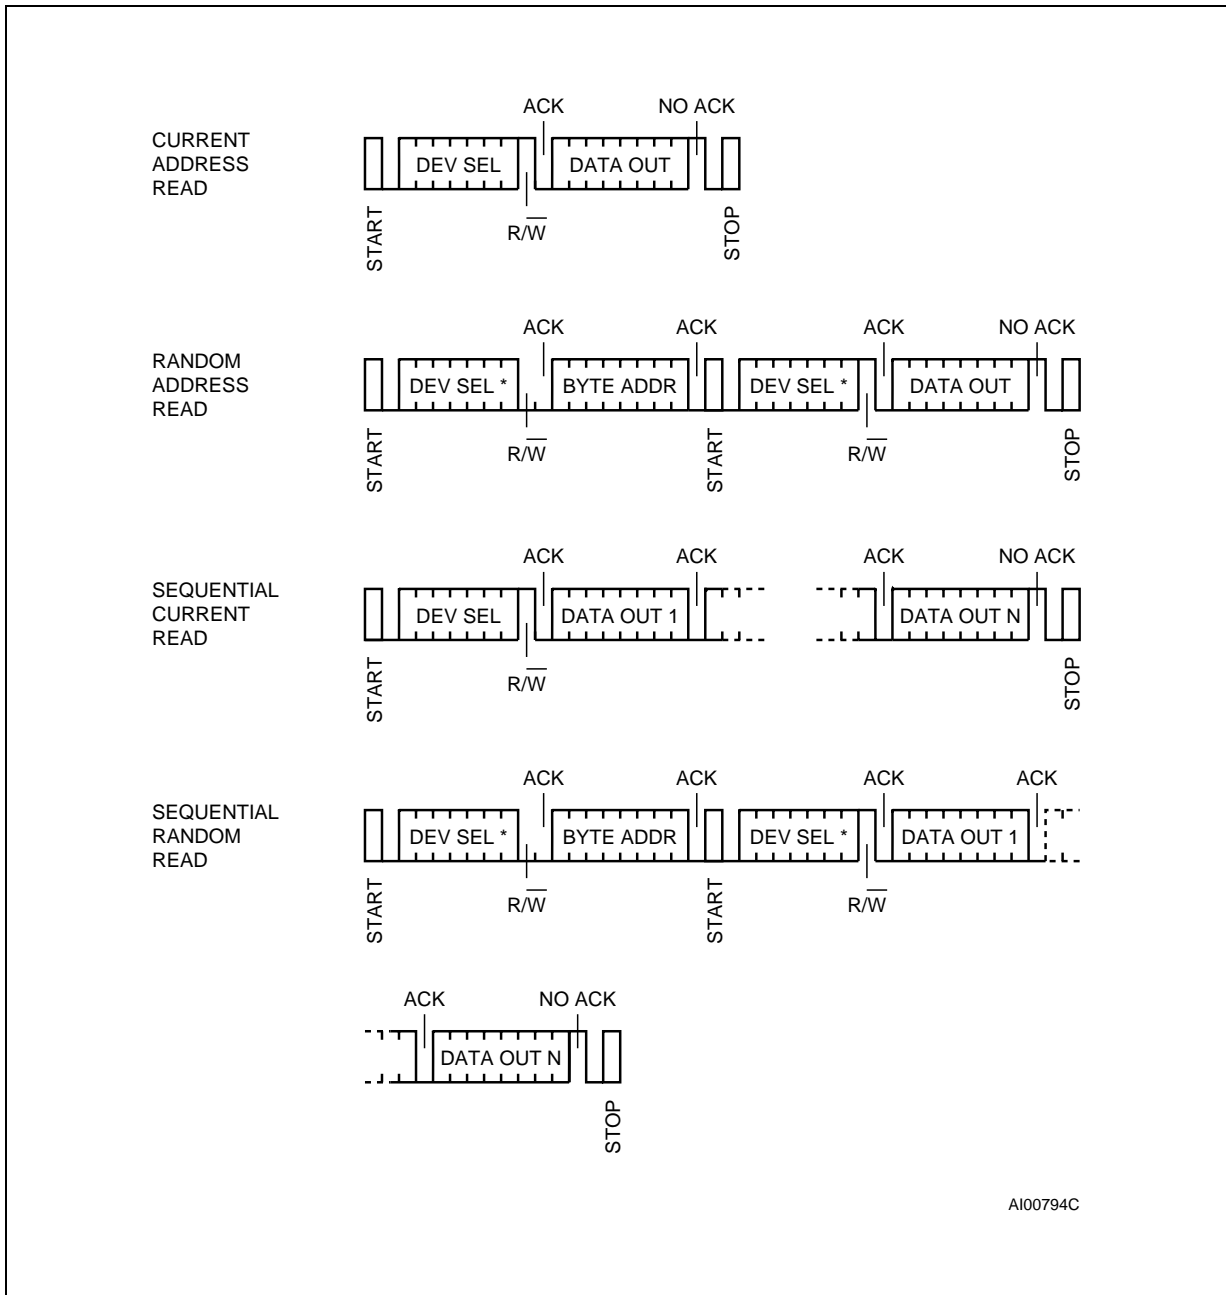 ACK NO ACK
CURRENT
ADDRESS
READ
DEV SEL DATA OUT
START R/W̅ STOP
ACK ACK ACK NO ACK
RANDOM
ADDRESS
READ
DEV SEL * BYTE ADDR DEV SEL * DATA OUT
START R/W̅ START R/W̅ STOP
ACK ACK ACK NO ACK
SEQUENTIAL
CURRENT
READ
DEV SEL DATA OUT 1 DATA OUT N
START R/W̅ STOP
ACK ACK ACK ACK
SEQUENTIAL
RANDOM
READ
DEV SEL * BYTE ADDR DEV SEL * DATA OUT 1
START R/W̅ START R/W̅
ACK NO ACK
DATA OUT N
STOP
AI00794C